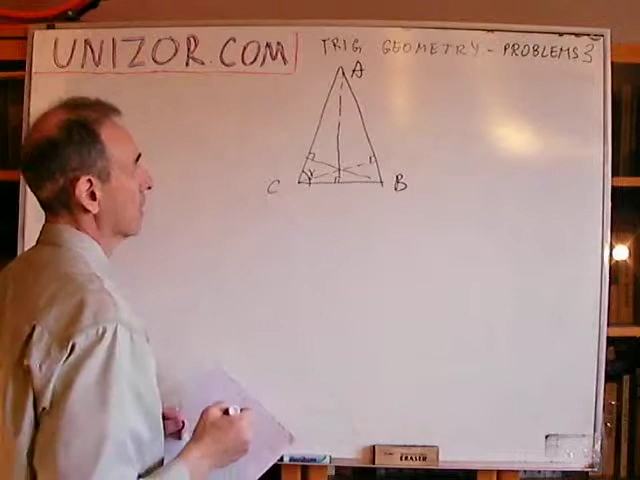 UNIZOR.COM
TRIG GEOMETRY - PROBLEMS 3
A
C γ B
ERASER